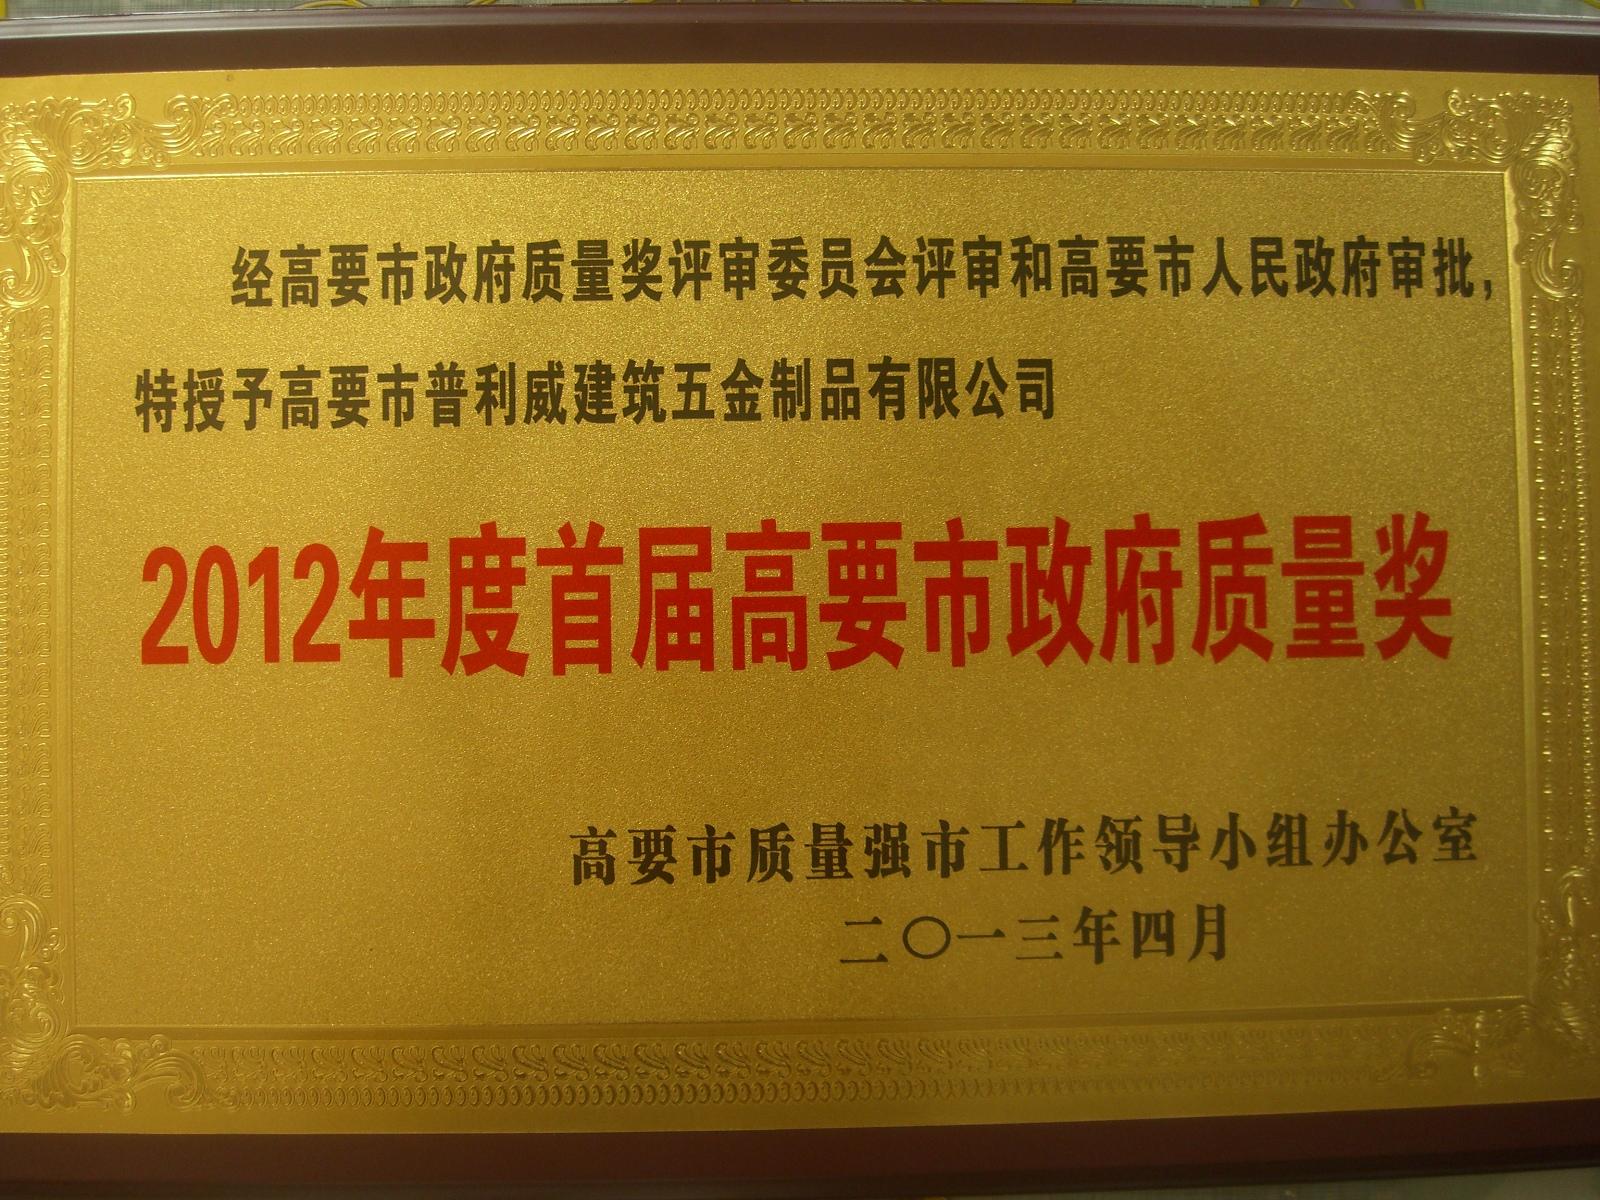 经高要市政府质量奖评审委员会评审和高要市人民政府审批，
特授予高要市普利威建筑五金制品有限公司
2012年度首届高要市政府质量奖
高要市质量强市工作领导小组办公室
二〇一三年四月